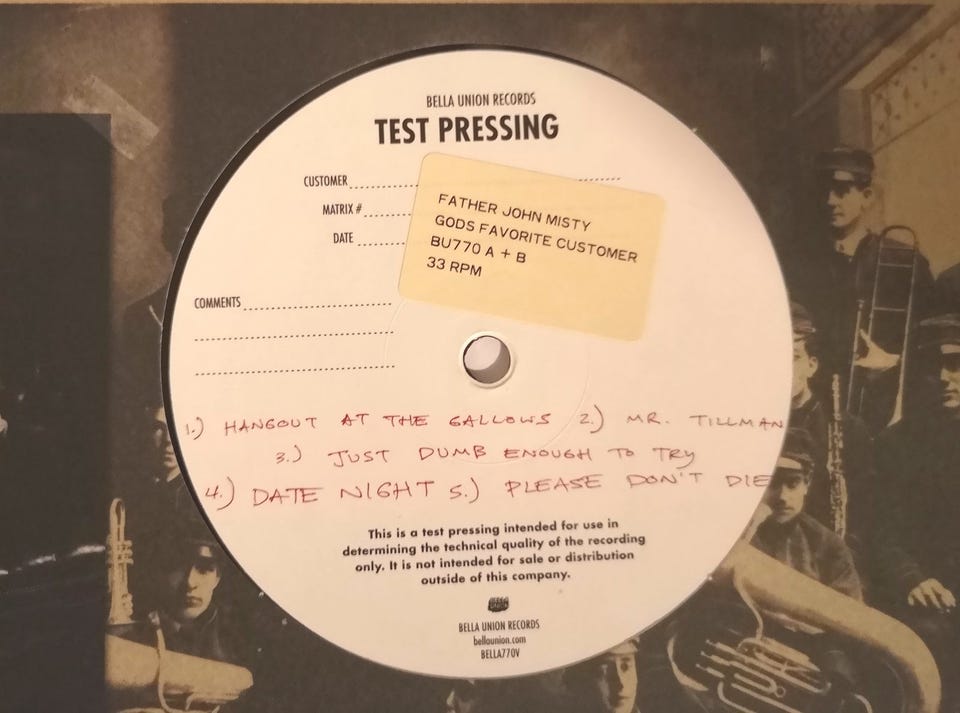 BELLA UNION RECORDS
TEST PRESSING
CUSTOMER
MATRIX #
DATE
FATHER JOHN MISTY
GODS FAVORITE CUSTOMER
BU770 A + B
33 RPM
COMMENTS
1.) HANGOUT AT THE GALLOWS 2.) MR. TILLMAN
3.) JUST DUMB ENOUGH TO TRY
4.) DATE NIGHT 5.) PLEASE DON'T DIE
This is a test pressing intended for use in
determining the technical quality of the recording
only. It is not intended for sale or distribution
outside of this company.
BELLA
UNION
BELLA UNION RECORDS
bellaunion.com
BELLA770V